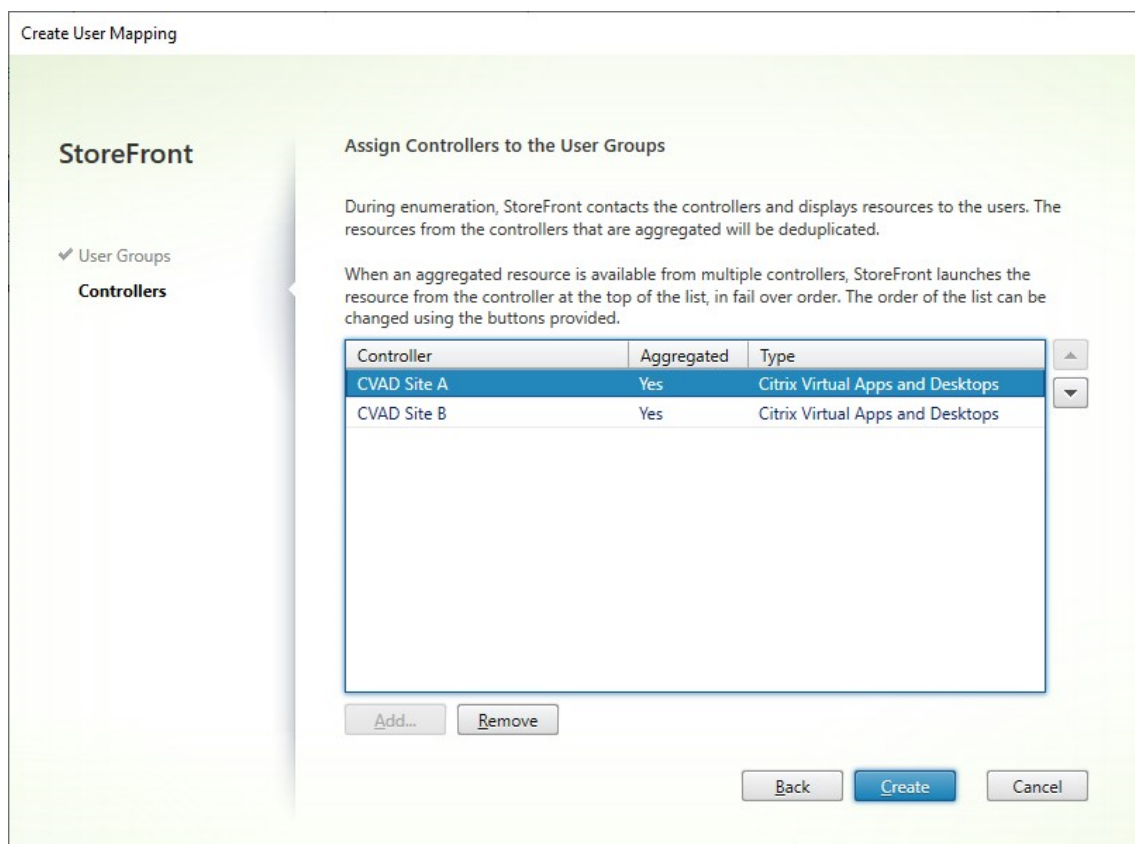 Create User Mapping
StoreFront
✔ User Groups
Controllers
Assign Controllers to the User Groups
During enumeration, StoreFront contacts the controllers and displays resources to the users. The
resources from the controllers that are aggregated will be deduplicated.
When an aggregated resource is available from multiple controllers, StoreFront launches the
resource from the controller at the top of the list, in fail over order. The order of the list can be
changed using the buttons provided.
Controller Aggregated Type
CVAD Site A Yes Citrix Virtual Apps and Desktops
CVAD Site B Yes Citrix Virtual Apps and Desktops
Add... Remove
Back Create Cancel